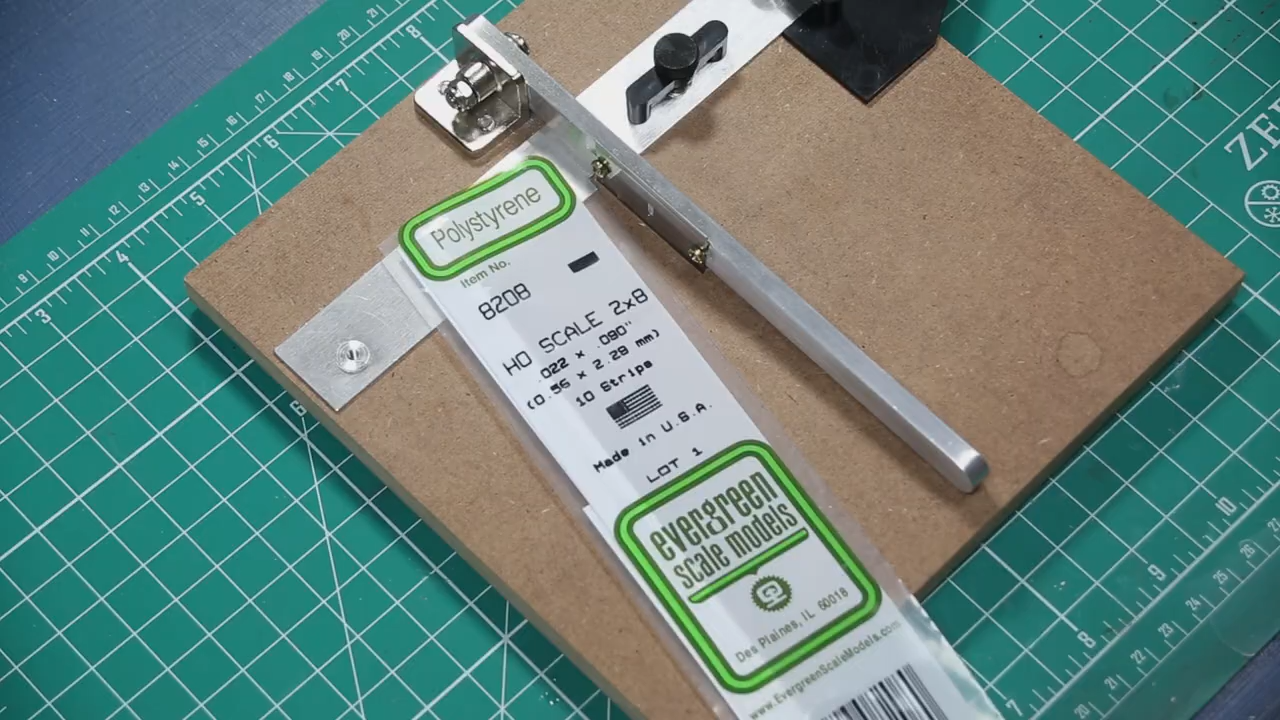 Polystyrene
Item No.
8208
HO SCALE 2x8
.022 x .090"
(0.56 x 2.28 mm)
10 Strips
Made in U.S.A.
LOT 1
evergreen
scale models
Des Plaines, IL 60018
www.EvergreenScaleModels.com